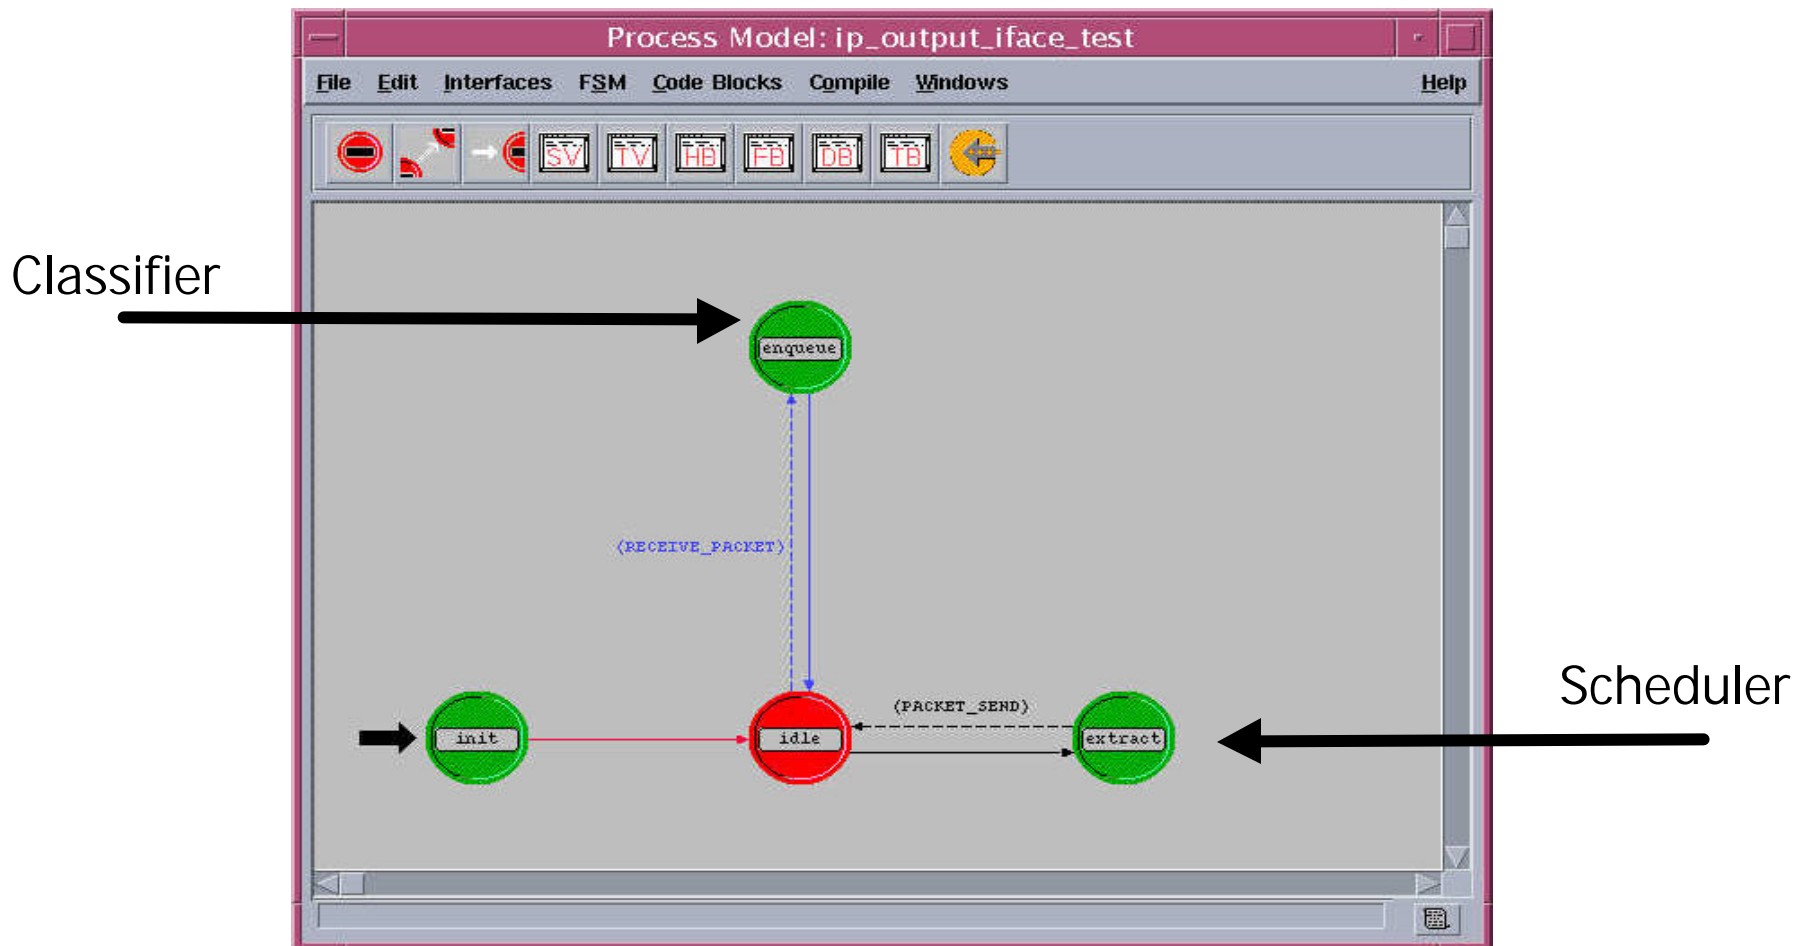 Process Model: ip_output_iface_test
File Edit Interfaces FSM Code Blocks Compile Windows Help
SV TV HB FB DB TB
Classifier
enqueue
(RECEIVE_PACKET)
Scheduler
(PACKET_SEND)
init idle extract